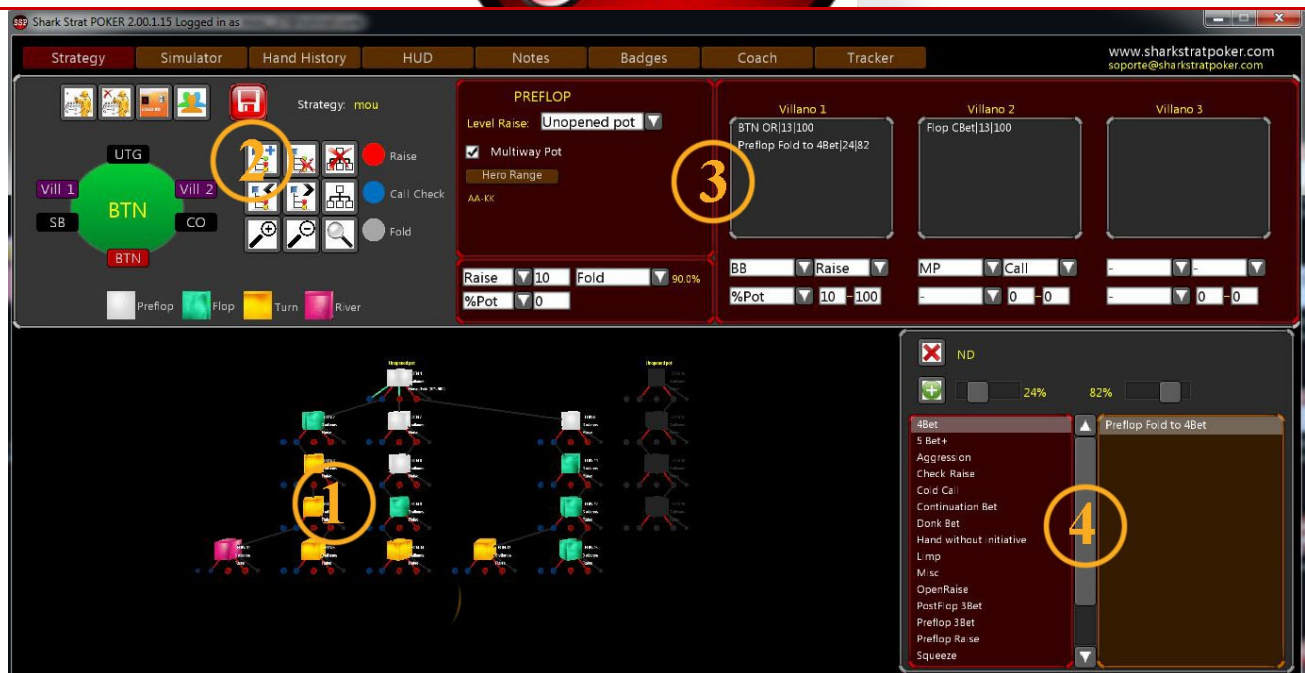 Shark Strat POKER 2.00.1.15 Logged in as
Strategy Simulator Hand History HUD Notes Badges Coach Tracker
www.sharkstratpoker.com
soporte@sharkstratpoker.com
Strategy: mou
UTG
Vill 1 Vill 2
BTN
SB CO
BTN
Preflop Flop Turn River
2
Raise
Call Check
Fold
PREFLOP
Level Raise: Unopened pot
Multiway Pot
Hero Range
AA-KK
Raise 10 Fold 90.0%
%Pot 0
3
Villano 1 Villano 2 Villano 3
BTN OR|13|100
Preflop Fold to 4Bet|24|82
Flop CBet|13|100
BB Raise MP Call - -
%Pot 10 - 100 - 0 - 0 - 0 - 0
Unopened pot Unopened pot
1
ND
24% 82%
4Bet
5 Bet+
Aggression
Check Raise
Cold Call
Continuation Bet
Donk Bet
Hand without initiative
Limp
Misc
OpenRaise
PostFlop 3Bet
Preflop 3Bet
Preflop Raise
Squeeze
Preflop Fold to 4Bet
4